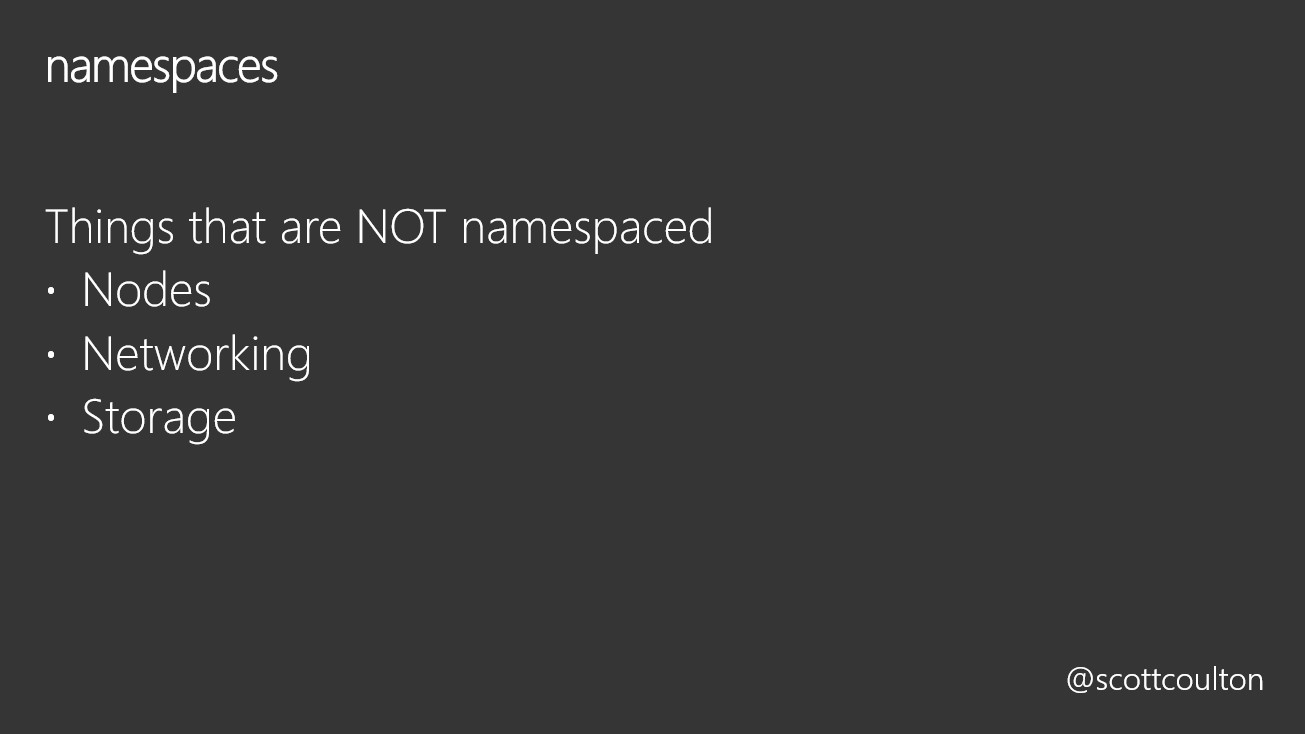 namespaces
Things that are NOT namespaced
• Nodes
• Networking
• Storage
@scottcoulton